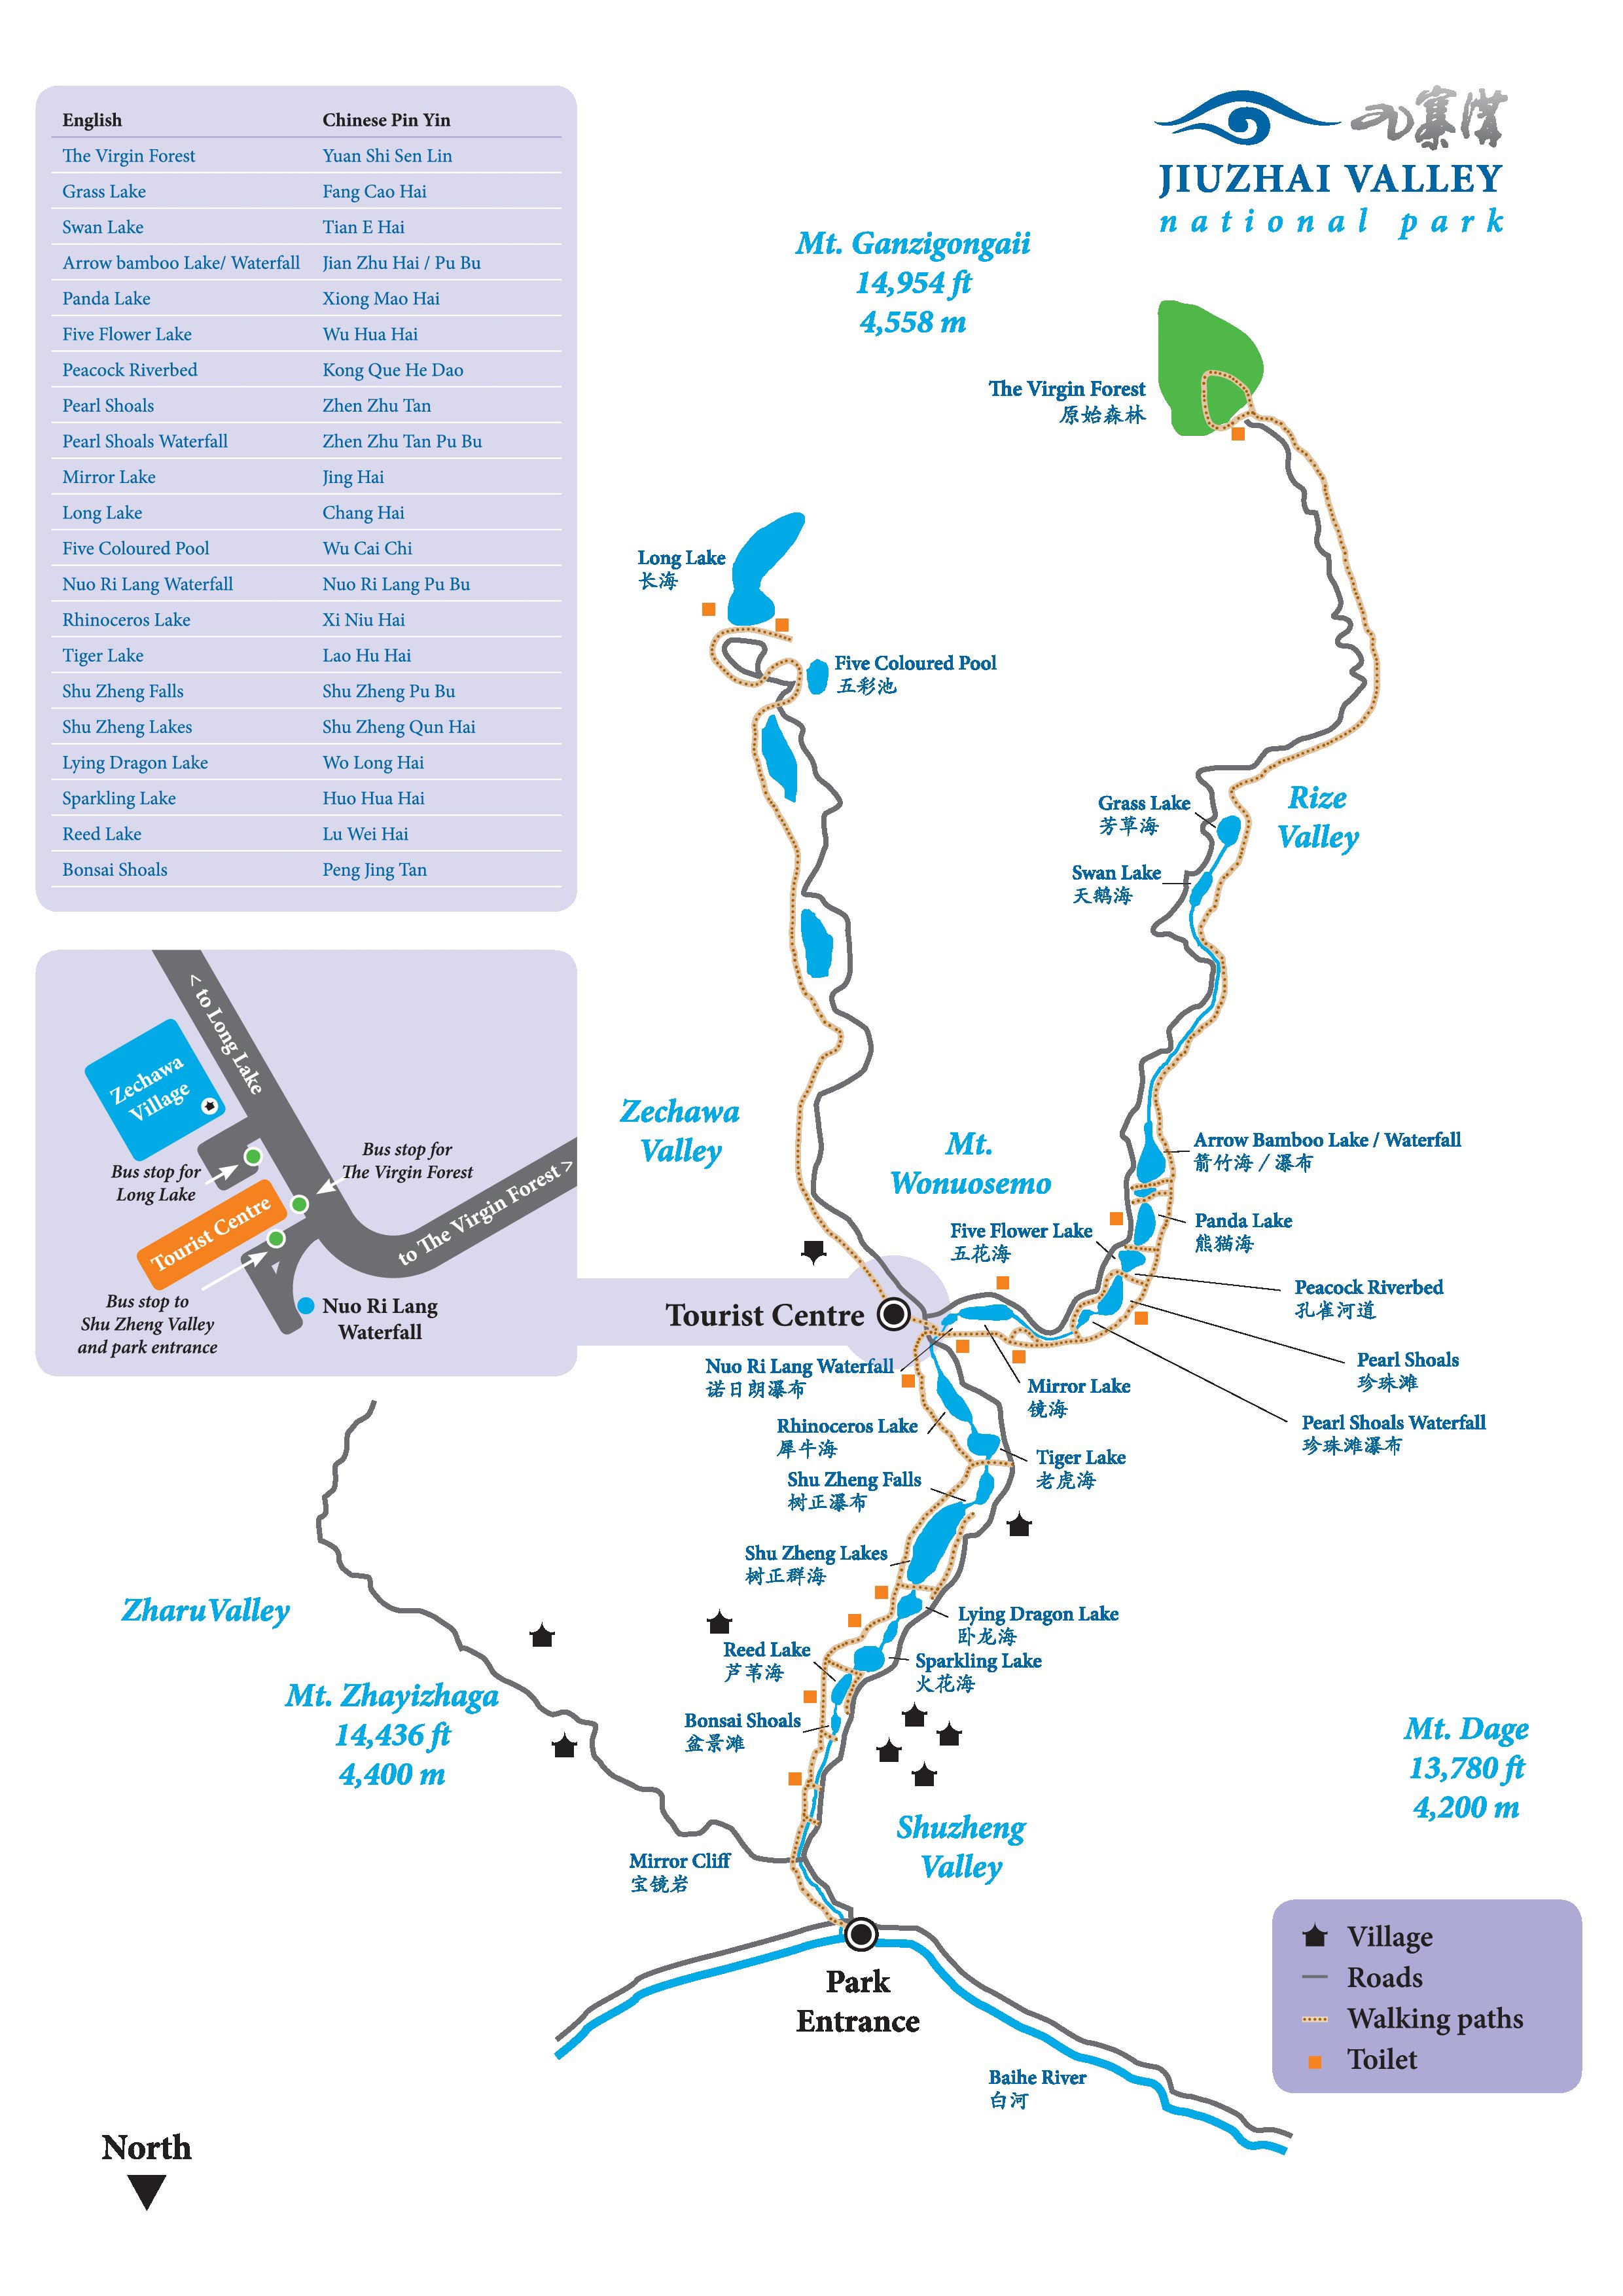 English Chinese Pin Yin
The Virgin Forest Yuan Shi Sen Lin
Grass Lake Fang Cao Hai
Swan Lake Tian E Hai
Arrow bamboo Lake/ Waterfall Jian Zhu Hai / Pu Bu
Panda Lake Xiong Mao Hai
Five Flower Lake Wu Hua Hai
Peacock Riverbed Kong Que He Dao
Pearl Shoals Zhen Zhu Tan
Pearl Shoals Waterfall Zhen Zhu Tan Pu Bu
Mirror Lake Jing Hai
Long Lake Chang Hai
Five Coloured Pool Wu Cai Chi
Nuo Ri Lang Waterfall Nuo Ri Lang Pu Bu
Rhinoceros Lake Xi Niu Hai
Tiger Lake Lao Hu Hai
Shu Zheng Falls Shu Zheng Pu Bu
Shu Zheng Lakes Shu Zheng Qun Hai
Lying Dragon Lake Wo Long Hai
Sparkling Lake Huo Hua Hai
Reed Lake Lu Wei Hai
Bonsai Shoals Peng Jing Tan
九寨溝
JIUZHAI VALLEY
national park
Mt. Ganzigongaii
14,954 ft
4,558 m
The Virgin Forest
原始森林
Long Lake
长海
Five Coloured Pool
五彩池
Grass Lake
芳草海
Rize
Valley
Swan Lake
天鹅海
< to Long Lake
Zechawa
Village
Bus stop for
Long Lake
Bus stop for
The Virgin Forest
Tourist Centre
to The Virgin Forest >
Bus stop to
Shu Zheng Valley
and park entrance
Nuo Ri Lang
Waterfall
Zechawa
Valley
Mt.
Wonuosemo
Arrow Bamboo Lake / Waterfall
箭竹海 / 瀑布
Panda Lake
熊猫海
Five Flower Lake
五花海
Peacock Riverbed
孔雀河道
Tourist Centre
Pearl Shoals
珍珠滩
Nuo Ri Lang Waterfall
诺日朗瀑布
Mirror Lake
镜海
Pearl Shoals Waterfall
珍珠滩瀑布
Rhinoceros Lake
犀牛海
Tiger Lake
老虎海
Shu Zheng Falls
树正瀑布
Shu Zheng Lakes
树正群海
Zharu Valley
Lying Dragon Lake
卧龙海
Reed Lake
芦苇海
Sparkling Lake
火花海
Mt. Zhayizhaga
14,436 ft
4,400 m
Bonsai Shoals
盆景滩
Mt. Dage
13,780 ft
4,200 m
Shuzheng
Valley
Mirror Cliff
宝镜岩
Park
Entrance
Village
Roads
Walking paths
Toilet
Baihe River
白河
North